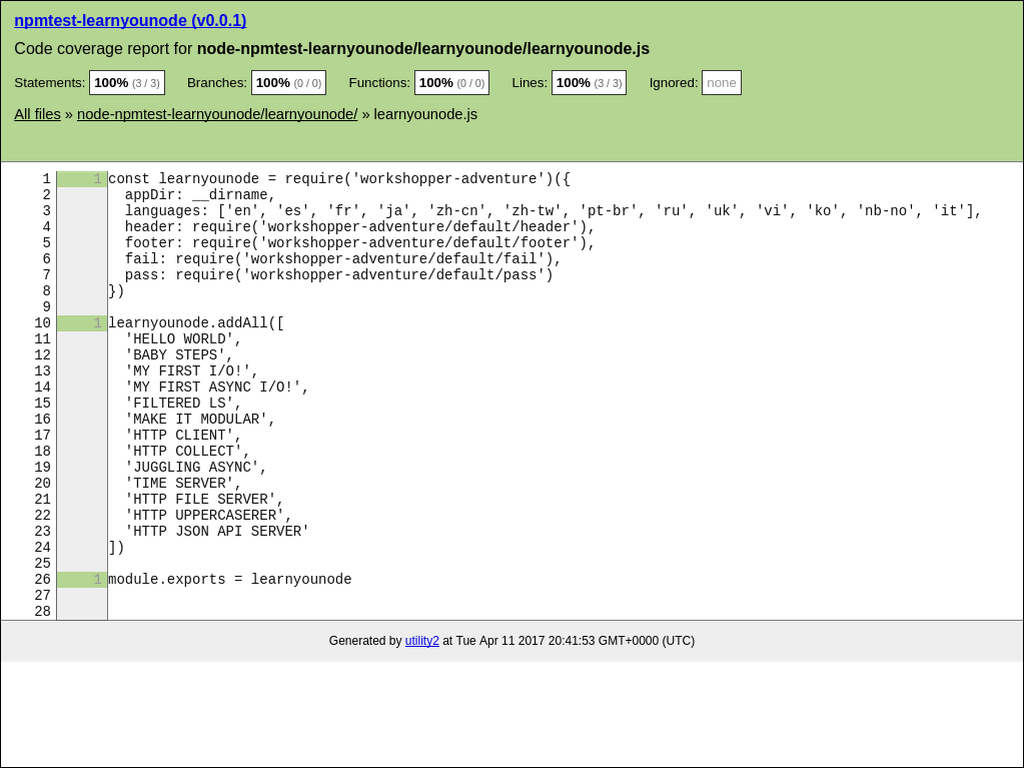 npmtest-learnyounode (v0.0.1)
Code coverage report for node-npmtest-learnyounode/learnyounode/learnyounode.js
Statements: 100% (3 / 3) Branches: 100% (0 / 0) Functions: 100% (0 / 0) Lines: 100% (3 / 3) Ignored: none
All files » node-npmtest-learnyounode/learnyounode/ » learnyounode.js
1 1 const learnyounode = require('workshopper-adventure')({
2   appDir: __dirname,
3   languages: ['en', 'es', 'fr', 'ja', 'zh-cn', 'zh-tw', 'pt-br', 'ru', 'uk', 'vi', 'ko', 'nb-no', 'it'],
4   header: require('workshopper-adventure/default/header'),
5   footer: require('workshopper-adventure/default/footer'),
6   fail: require('workshopper-adventure/default/fail'),
7   pass: require('workshopper-adventure/default/pass')
8 })
9
10 1 learnyounode.addAll([
11   'HELLO WORLD',
12   'BABY STEPS',
13   'MY FIRST I/O!',
14   'MY FIRST ASYNC I/O!',
15   'FILTERED LS',
16   'MAKE IT MODULAR',
17   'HTTP CLIENT',
18   'HTTP COLLECT',
19   'JUGGLING ASYNC',
20   'TIME SERVER',
21   'HTTP FILE SERVER',
22   'HTTP UPPERCASERER',
23   'HTTP JSON API SERVER'
24 ])
25
26 1 module.exports = learnyounode
27
28
Generated by utility2 at Tue Apr 11 2017 20:41:53 GMT+0000 (UTC)